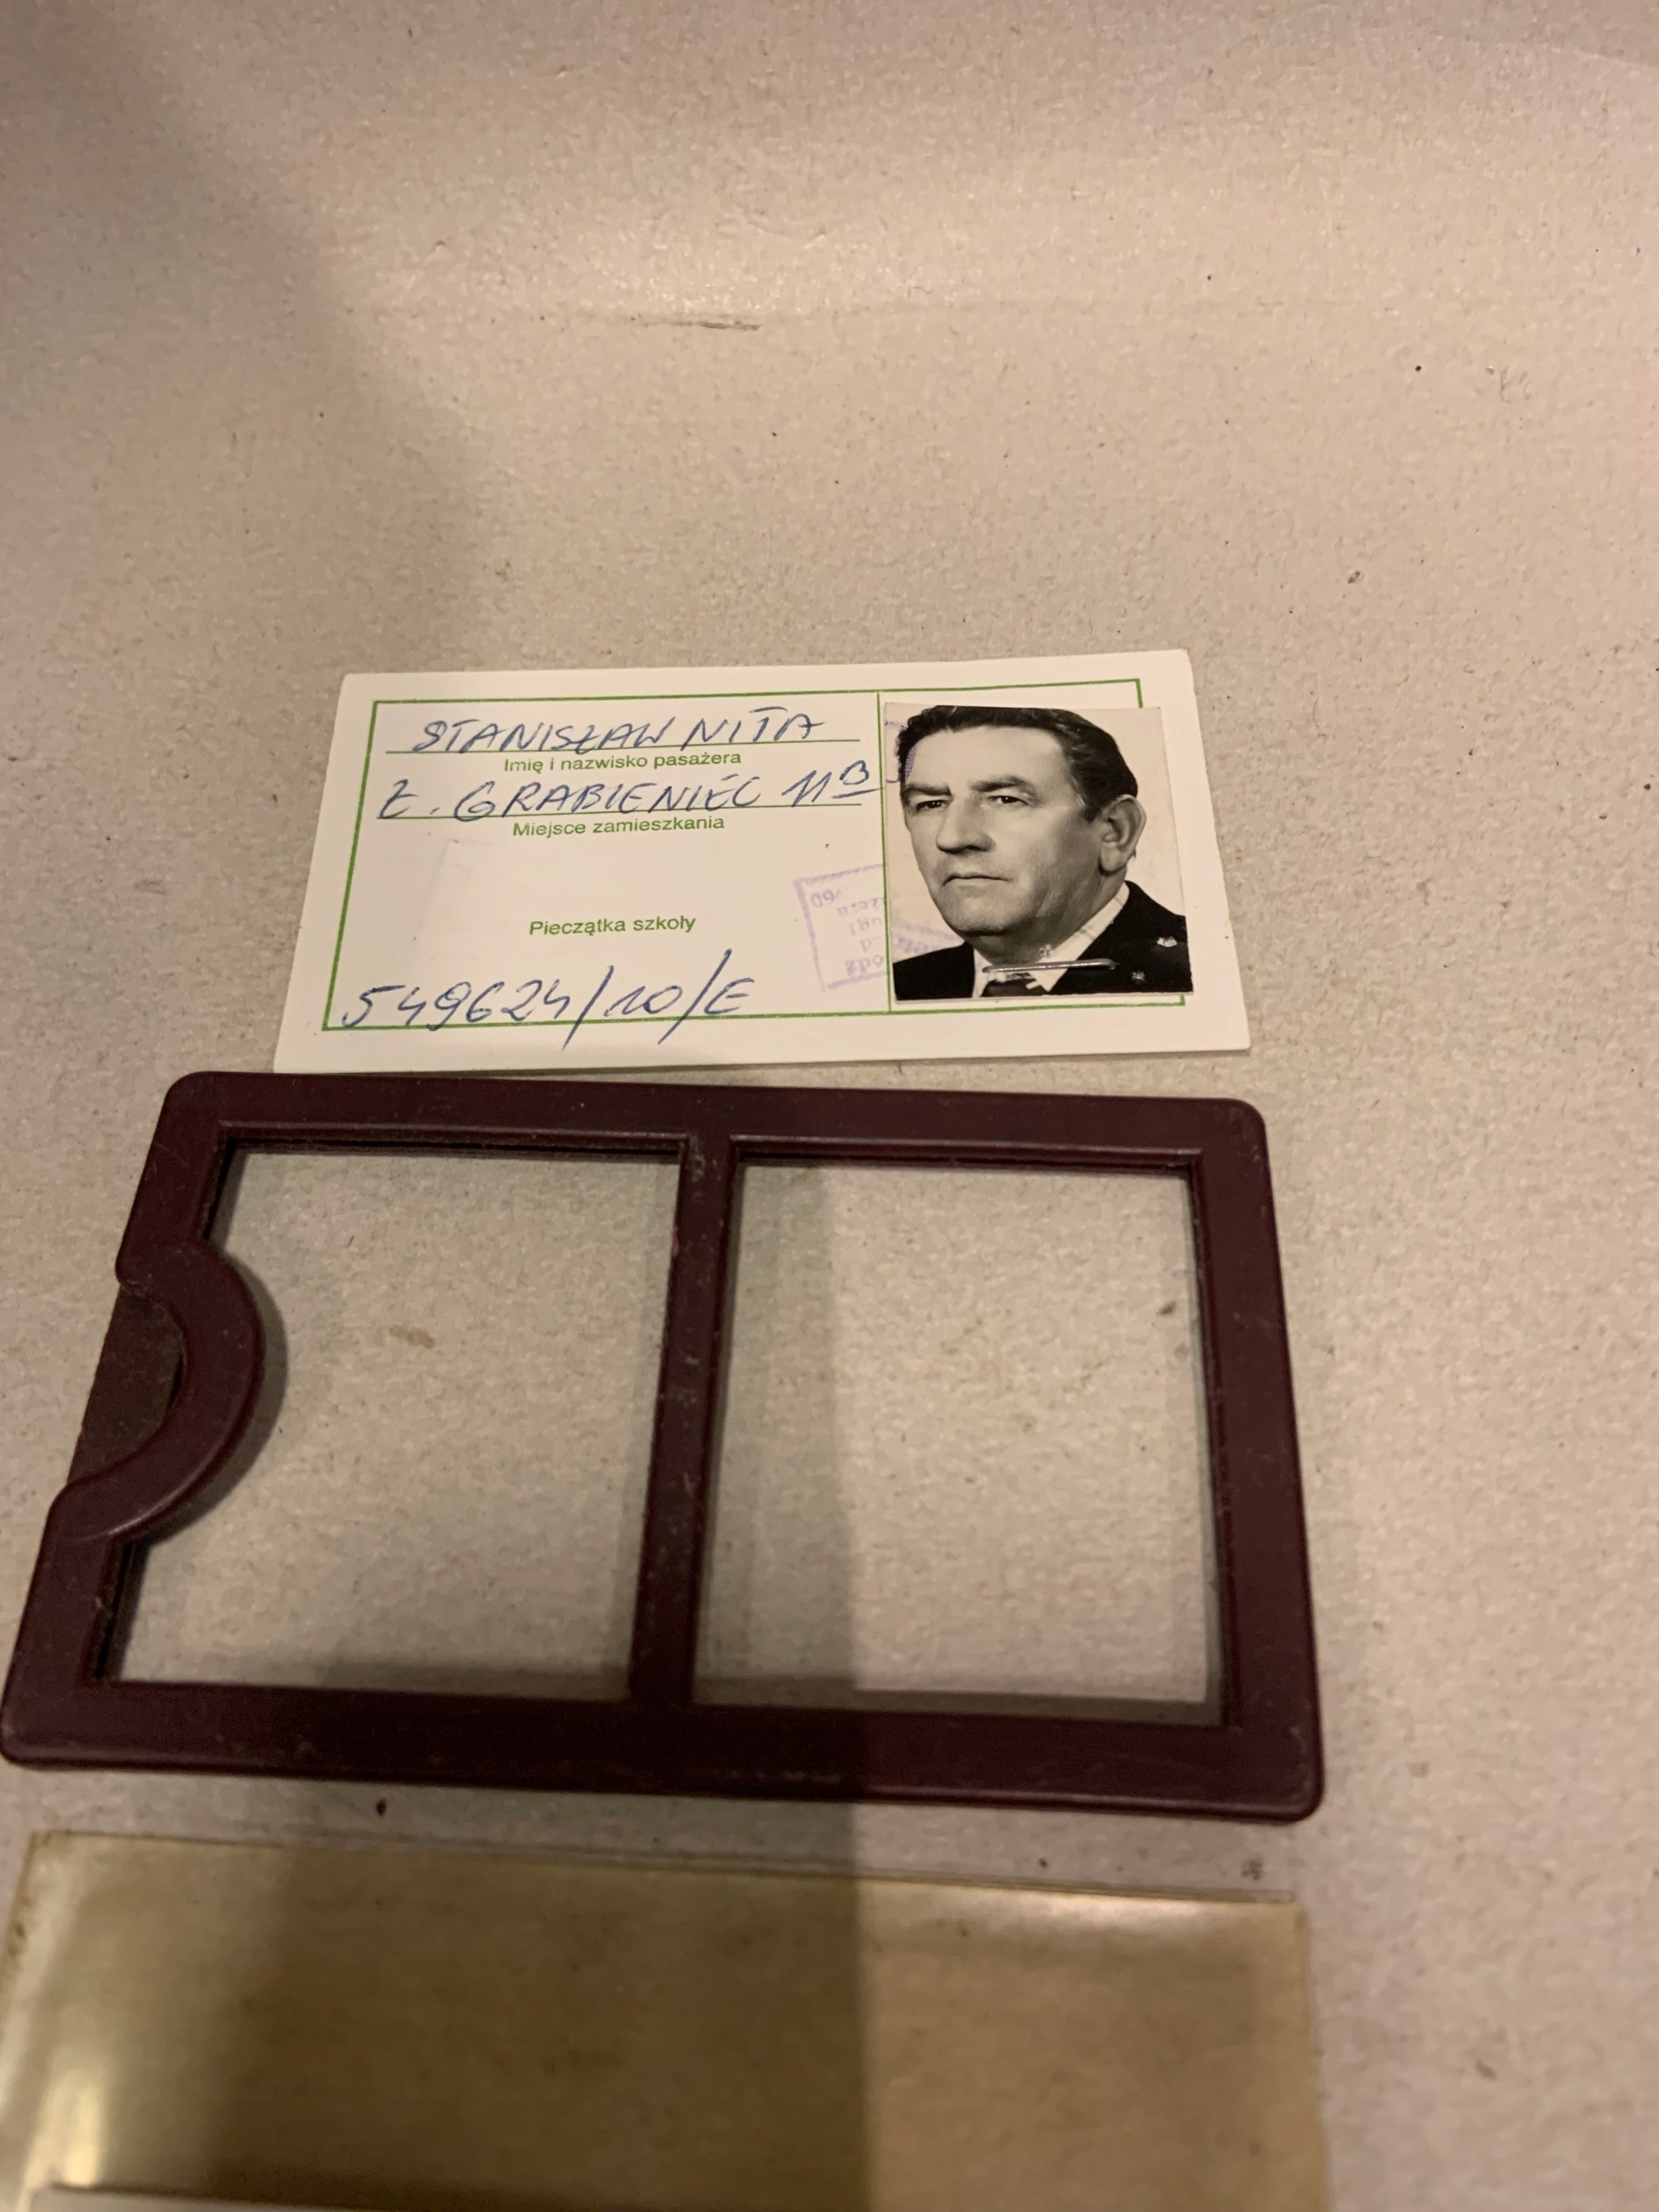 STANISŁAW NITA
Imię i nazwisko pasażera
Ł. GRABIENIEC 11B
Miejsce zamieszkania
Pieczątka szkoły
549624/10/E